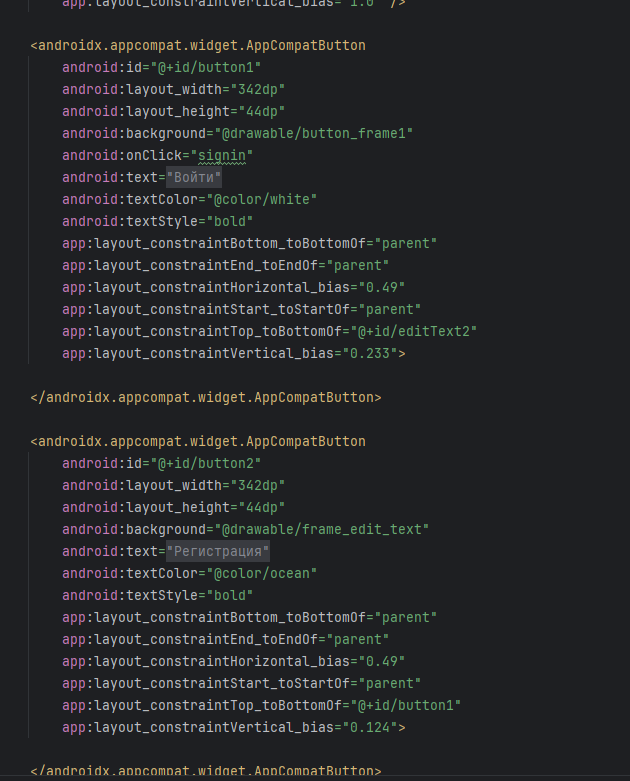 app:layout_constraintVertical_bias="1.0" />
<androidx.appcompat.widget.AppCompatButton
android:id="@+id/button1"
android:layout_width="342dp"
android:layout_height="44dp"
android:background="@drawable/button_frame1"
android:onClick="signin"
android:text="Войти"
android:textColor="@color/white"
android:textStyle="bold"
app:layout_constraintBottom_toBottomOf="parent"
app:layout_constraintEnd_toEndOf="parent"
app:layout_constraintHorizontal_bias="0.49"
app:layout_constraintStart_toStartOf="parent"
app:layout_constraintTop_toBottomOf="@+id/editText2"
app:layout_constraintVertical_bias="0.233">
</androidx.appcompat.widget.AppCompatButton>
<androidx.appcompat.widget.AppCompatButton
android:id="@+id/button2"
android:layout_width="342dp"
android:layout_height="44dp"
android:background="@drawable/frame_edit_text"
android:text="Регистрация"
android:textColor="@color/ocean"
android:textStyle="bold"
app:layout_constraintBottom_toBottomOf="parent"
app:layout_constraintEnd_toEndOf="parent"
app:layout_constraintHorizontal_bias="0.49"
app:layout_constraintStart_toStartOf="parent"
app:layout_constraintTop_toBottomOf="@+id/button1"
app:layout_constraintVertical_bias="0.124">
</androidx.appcompat.widget.AppCompatButton>